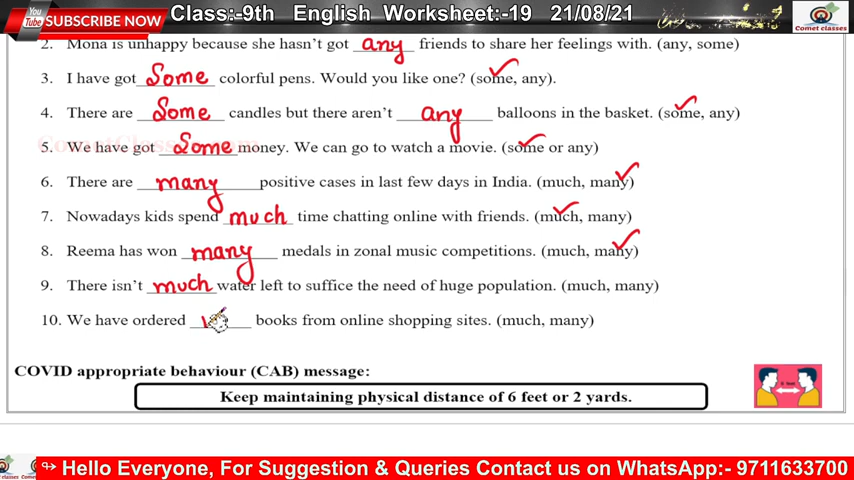 You Tube SUBSCRIBE NOW
Class:-9th English Worksheet:-19 21/08/21
Comet classes
2. Mona is unhappy because she hasn't got any friends to share her feelings with. (any, some)
3. I have got Some colorful pens. Would you like one? (some, any).
4. There are Some candles but there aren't any balloons in the basket. (some, any)
5. We have got Some money. We can go to watch a movie. (some or any)
6. There are many positive cases in last few days in India. (much, many)
7. Nowadays kids spend much time chatting online with friends. (much, many)
8. Reema has won many medals in zonal music competitions. (much, many)
9. There isn't much water left to suffice the need of huge population. (much, many)
10. We have ordered books from online shopping sites. (much, many)
COVID appropriate behaviour (CAB) message:
Keep maintaining physical distance of 6 feet or 2 yards.
6 feet
Hello Everyone, For Suggestion & Queries Contact us on WhatsApp:- 9711633700